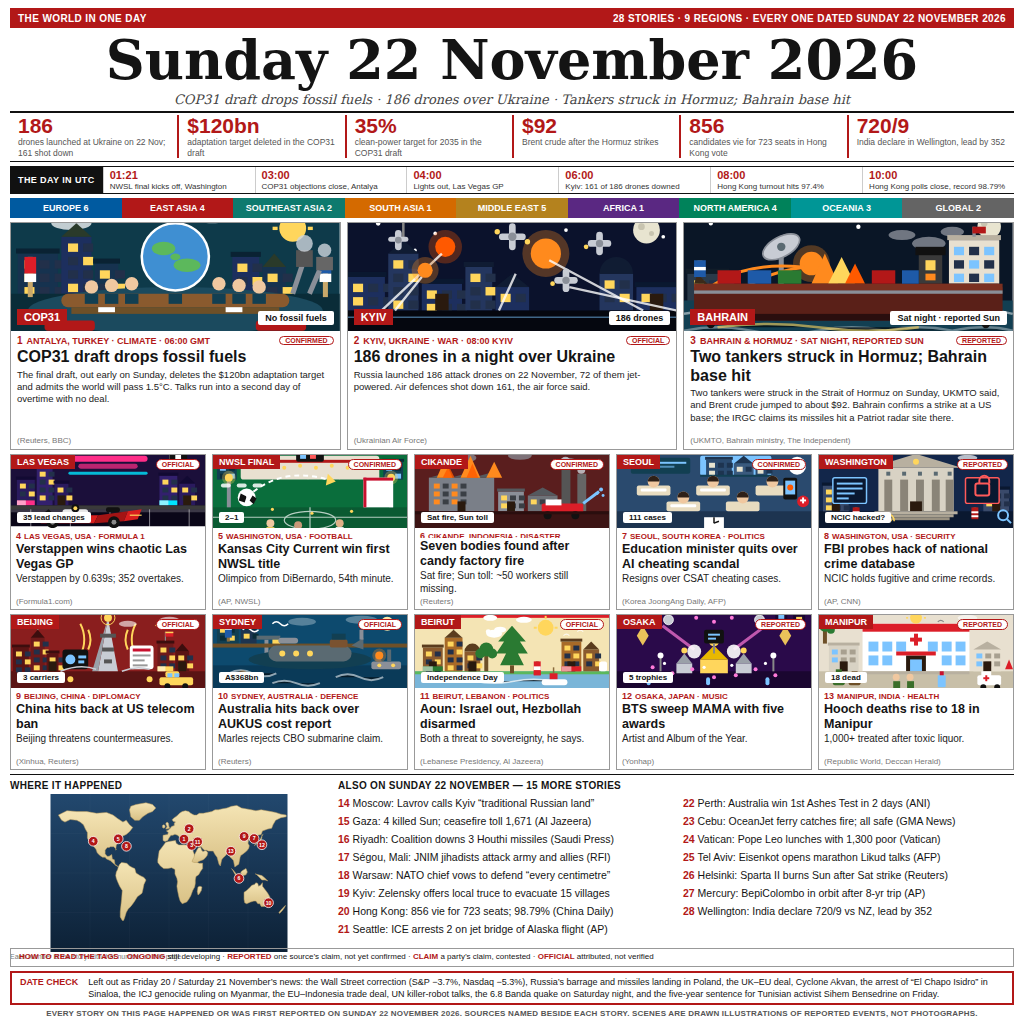 THE WORLD IN ONE DAY
28 STORIES · 9 REGIONS · EVERY ONE DATED SUNDAY 22 NOVEMBER 2026
Sunday 22 November 2026
COP31 draft drops fossil fuels · 186 drones over Ukraine · Tankers struck in Hormuz; Bahrain base hit
186
drones launched at Ukraine on 22 Nov;
161 shot down
$120bn
adaptation target deleted in the COP31
draft
35%
clean-power target for 2035 in the
COP31 draft
$92
Brent crude after the Hormuz strikes
856
candidates vie for 723 seats in Hong
Kong vote
720/9
India declare in Wellington, lead by 352
THE DAY IN UTC
01:21
NWSL final kicks off, Washington
03:00
COP31 objections close, Antalya
04:00
Lights out, Las Vegas GP
06:00
Kyiv: 161 of 186 drones downed
08:00
Hong Kong turnout hits 97.4%
10:00
Hong Kong polls close, record 98.79%
EUROPE 6
EAST ASIA 4
SOUTHEAST ASIA 2
SOUTH ASIA 1
MIDDLE EAST 5
AFRICA 1
NORTH AMERICA 4
OCEANIA 3
GLOBAL 2
COP31
No fossil fuels
1 ANTALYA, TURKEY · CLIMATE · 06:00 GMT
CONFIRMED
COP31 draft drops fossil fuels
The final draft, out early on Sunday, deletes the $120bn adaptation target
and admits the world will pass 1.5°C. Talks run into a second day of
overtime with no deal.
(Reuters, BBC)
KYIV
186 drones
2 KYIV, UKRAINE · WAR · 08:00 KYIV
OFFICIAL
186 drones in a night over Ukraine
Russia launched 186 attack drones on 22 November, 72 of them jet-
powered. Air defences shot down 161, the air force said.
(Ukrainian Air Force)
BAHRAIN
Sat night · reported Sun
3 BAHRAIN & HORMUZ · SAT NIGHT, REPORTED SUN
REPORTED
Two tankers struck in Hormuz; Bahrain
base hit
Two tankers were struck in the Strait of Hormuz on Sunday, UKMTO said,
and Brent crude jumped to about $92. Bahrain confirms a strike at a US
base; the IRGC claims its missiles hit a Patriot radar site there.
(UKMTO, Bahrain ministry, The Independent)
LAS VEGAS
OFFICIAL
35 lead changes
4 LAS VEGAS, USA · FORMULA 1
Verstappen wins chaotic Las
Vegas GP
Verstappen by 0.639s; 352 overtakes.
(Formula1.com)
NWSL FINAL
CONFIRMED
2–1
5 WASHINGTON, USA · FOOTBALL
Kansas City Current win first
NWSL title
Olimpico from DiBernardo, 54th minute.
(AP, NWSL)
CIKANDE
CONFIRMED
Sat fire, Sun toll
6 CIKANDE, INDONESIA · DISASTER
Seven bodies found after
candy factory fire
Sat fire; Sun toll: ~50 workers still
missing.
(Reuters)
SEOUL
CONFIRMED
111 cases
7 SEOUL, SOUTH KOREA · POLITICS
Education minister quits over
AI cheating scandal
Resigns over CSAT cheating cases.
(Korea JoongAng Daily, AFP)
WASHINGTON
REPORTED
NCIC hacked?
8 WASHINGTON, USA · SECURITY
FBI probes hack of national
crime database
NCIC holds fugitive and crime records.
(AP, CNN)
BEIJING
OFFICIAL
3 carriers
9 BEIJING, CHINA · DIPLOMACY
China hits back at US telecom
ban
Beijing threatens countermeasures.
(Xinhua, Reuters)
SYDNEY
OFFICIAL
A$368bn
10 SYDNEY, AUSTRALIA · DEFENCE
Australia hits back over
AUKUS cost report
Marles rejects CBO submarine claim.
(Reuters)
BEIRUT
OFFICIAL
Independence Day
11 BEIRUT, LEBANON · POLITICS
Aoun: Israel out, Hezbollah
disarmed
Both a threat to sovereignty, he says.
(Lebanese Presidency, Al Jazeera)
OSAKA
REPORTED
5 trophies
12 OSAKA, JAPAN · MUSIC
BTS sweep MAMA with five
awards
Artist and Album of the Year.
(Yonhap)
MANIPUR
REPORTED
18 dead
13 MANIPUR, INDIA · HEALTH
Hooch deaths rise to 18 in
Manipur
1,000+ treated after toxic liquor.
(Republic World, Deccan Herald)
WHERE IT HAPPENED
ALSO ON SUNDAY 22 NOVEMBER — 15 MORE STORIES
14 Moscow: Lavrov calls Kyiv “traditional Russian land”
15 Gaza: 4 killed Sun; ceasefire toll 1,671 (Al Jazeera)
16 Riyadh: Coalition downs 3 Houthi missiles (Saudi Press)
17 Ségou, Mali: JNIM jihadists attack army and allies (RFI)
18 Warsaw: NATO chief vows to defend “every centimetre”
19 Kyiv: Zelensky offers local truce to evacuate 15 villages
20 Hong Kong: 856 vie for 723 seats; 98.79% (China Daily)
21 Seattle: ICE arrests 2 on jet bridge of Alaska flight (AP)
22 Perth: Australia win 1st Ashes Test in 2 days (ANI)
23 Cebu: OceanJet ferry catches fire; all safe (GMA News)
24 Vatican: Pope Leo lunches with 1,300 poor (Vatican)
25 Tel Aviv: Eisenkot opens marathon Likud talks (AFP)
26 Helsinki: Sparta II burns Sun after Sat strike (Reuters)
27 Mercury: BepiColombo in orbit after 8-yr trip (AP)
28 Wellington: India declare 720/9 vs NZ, lead by 352
HOW TO READ THE TAGS · ONGOING still developing · REPORTED one source’s claim, not yet confirmed · CLAIM a party’s claim, contested · OFFICIAL attributed, not verified
DATE CHECK
Left out as Friday 20 / Saturday 21 November’s news: the Wall Street correction (S&P −3.7%, Nasdaq −5.3%), Russia’s barrage and missiles landing in Poland, the UK–EU deal, Cyclone Akvan, the arrest of “El Chapo Isidro” in
Sinaloa, the ICJ genocide ruling on Myanmar, the EU–Indonesia trade deal, UN killer-robot talks, the 6.8 Banda quake on Saturday night, and the five-year sentence for Tunisian activist Sihem Bensedrine on Friday.
EVERY STORY ON THIS PAGE HAPPENED OR WAS FIRST REPORTED ON SUNDAY 22 NOVEMBER 2026. SOURCES NAMED BESIDE EACH STORY. SCENES ARE DRAWN ILLUSTRATIONS OF REPORTED EVENTS, NOT PHOTOGRAPHS.